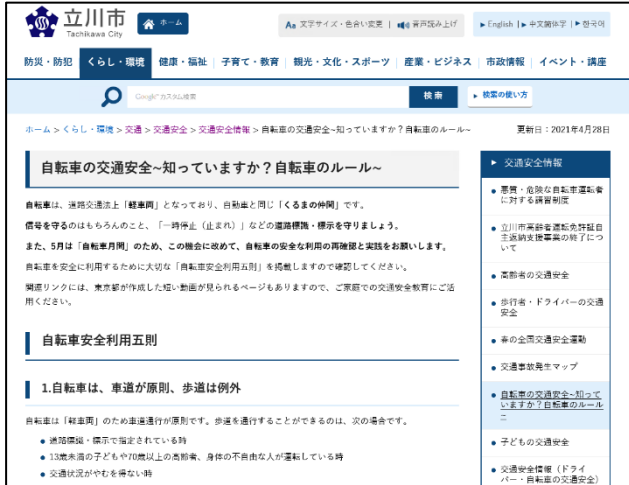 立川市
Tachikawa City
ホーム
Aa 文字サイズ・色合い変更 | 音声読み上げ
English | 中文简体字 | 한국어
防災・防犯 くらし・環境 健康・福祉 子育て・教育 観光・文化・スポーツ 産業・ビジネス 市政情報 イベント・講座
Google カスタム検索 検索 検索の使い方
ホーム > くらし・環境 > 交通 > 交通安全 > 交通安全情報 > 自転車の交通安全~知っていますか？自転車のルール~
更新日：2021年4月28日
自転車の交通安全~知っていますか？自転車のルール~
自転車は、道路交通法上「軽車両」となっており、自動車と同じ「くるまの仲間」です。
信号を守るのはもちろんのこと、「一時停止（止まれ）」などの道路標識・標示を守りましょう。
また、5月は「自転車月間」のため、この機会に改めて、自転車の安全な利用の再確認と実践をお願いします。
自転車を安全に利用するために大切な「自転車安全利用五則」を掲載しますので確認してください。
関連リンクには、東京都が作成した短い動画が見られるページもありますので、ご家庭での交通安全教育にご活
用ください。
自転車安全利用五則
1.自転車は、車道が原則、歩道は例外
自転車は「軽車両」のため車道通行が原則です。歩道を通行することができるのは、次の場合です。
道路標識・標示で指定されている時
13歳未満の子どもや70歳以上の高齢者、身体の不自由な人が運転している時
交通状況がやむを得ない時
交通安全情報
悪質・危険な自転車運転者
に対する講習制度
立川市高齢者運転免許証自
主返納支援事業の終了につ
いて
高齢者の交通安全
歩行者・ドライバーの交通
安全
春の全国交通安全運動
交通事故発生マップ
自転車の交通安全~知って
いますか？自転車のルール
~
子どもの交通安全
交通安全情報（ドライ
バー・自転車の交通安全）